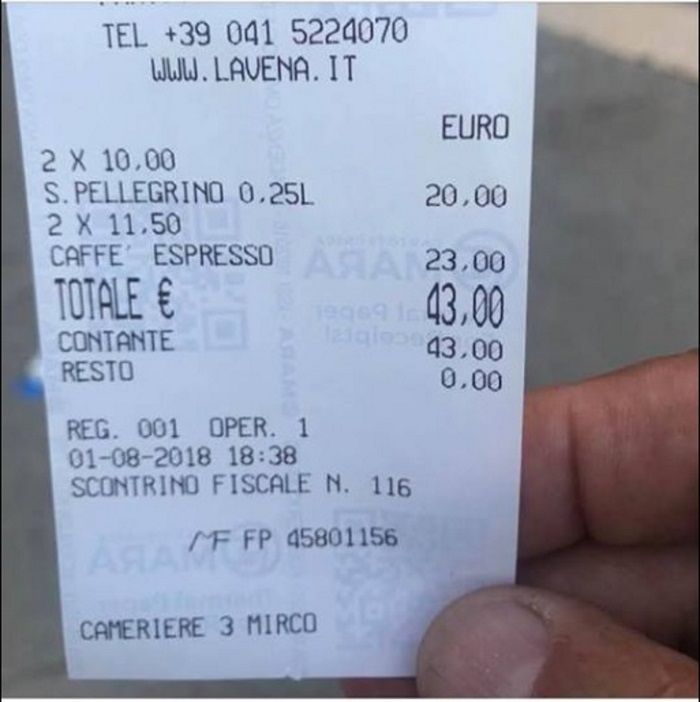 TEL +39 041 5224070
WWW.LAVENA.IT
EURO
2 X 10.00
S.PELLEGRINO 0.25L 20,00
2 X 11.50
CAFFE' ESPRESSO 23,00
TOTALE € 43,00
CONTANTE 43,00
RESTO 0,00
REG. 001 OPER. 1
01-08-2018 18:38
SCONTRINO FISCALE N. 116
MF FP 45801156
CAMERIERE 3 MIRCO